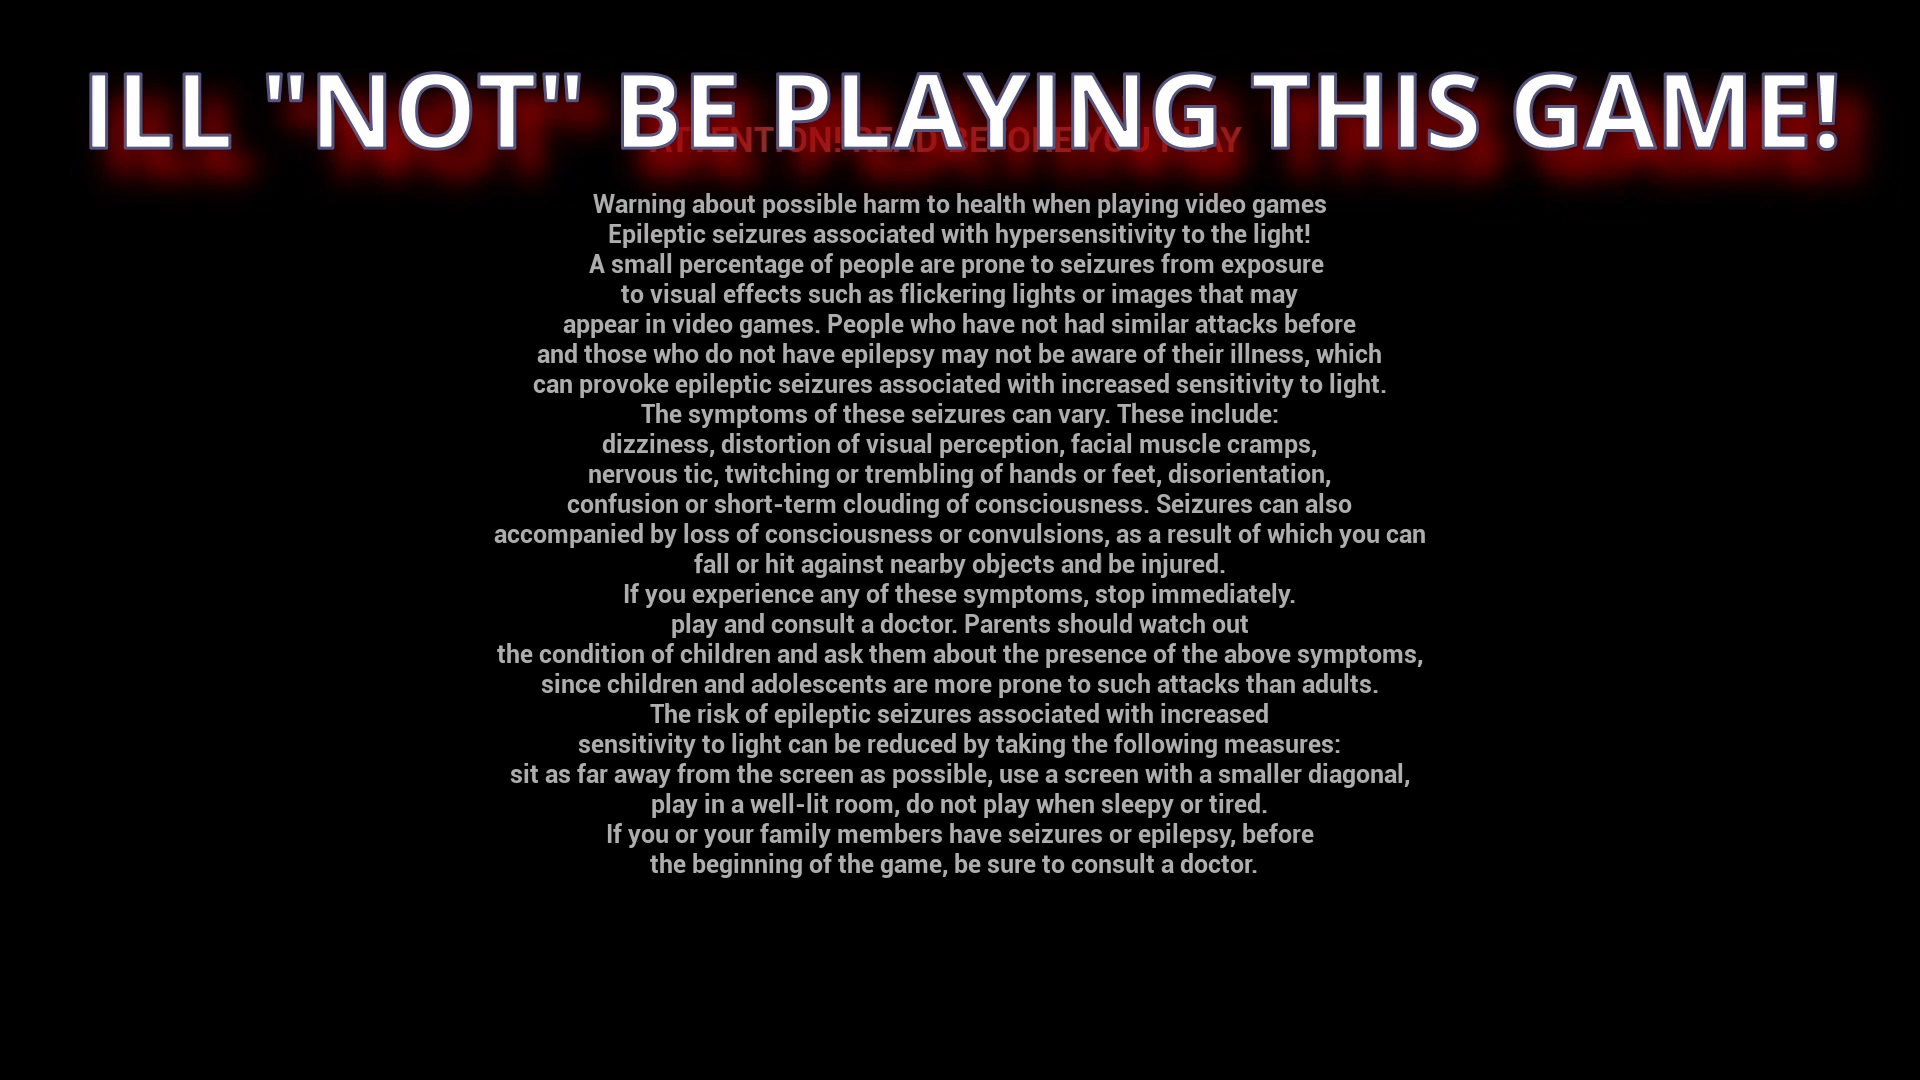 ILL "NOT" BE PLAYING THIS GAME!
ATTENTION! READ BEFORE YOU PLAY
Warning about possible harm to health when playing video games
Epileptic seizures associated with hypersensitivity to the light!
A small percentage of people are prone to seizures from exposure
to visual effects such as flickering lights or images that may
appear in video games. People who have not had similar attacks before
and those who do not have epilepsy may not be aware of their illness, which
can provoke epileptic seizures associated with increased sensitivity to light.
The symptoms of these seizures can vary. These include:
dizziness, distortion of visual perception, facial muscle cramps,
nervous tic, twitching or trembling of hands or feet, disorientation,
confusion or short-term clouding of consciousness. Seizures can also
accompanied by loss of consciousness or convulsions, as a result of which you can
fall or hit against nearby objects and be injured.
If you experience any of these symptoms, stop immediately.
play and consult a doctor. Parents should watch out
the condition of children and ask them about the presence of the above symptoms,
since children and adolescents are more prone to such attacks than adults.
The risk of epileptic seizures associated with increased
sensitivity to light can be reduced by taking the following measures:
sit as far away from the screen as possible, use a screen with a smaller diagonal,
play in a well-lit room, do not play when sleepy or tired.
If you or your family members have seizures or epilepsy, before
the beginning of the game, be sure to consult a doctor.